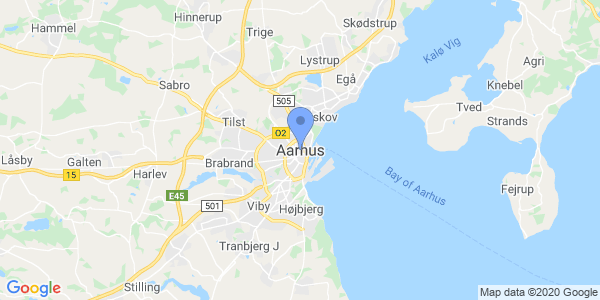 Hinnerup
Skødstrup
Hammel
Trige
Kalø Vig
Lystrup
Agri
Egå
Sabro
Knebel
505
Tved
skov
Tilst
Strands
O2
Aarhus
Låsby
Galten
Brabrand
15
Harlev
Bay of Aarhus
Fejrup
E45
501
Viby
Højbjerg
Tranbjerg J
Stilling
Google
Map data ©2020 Google